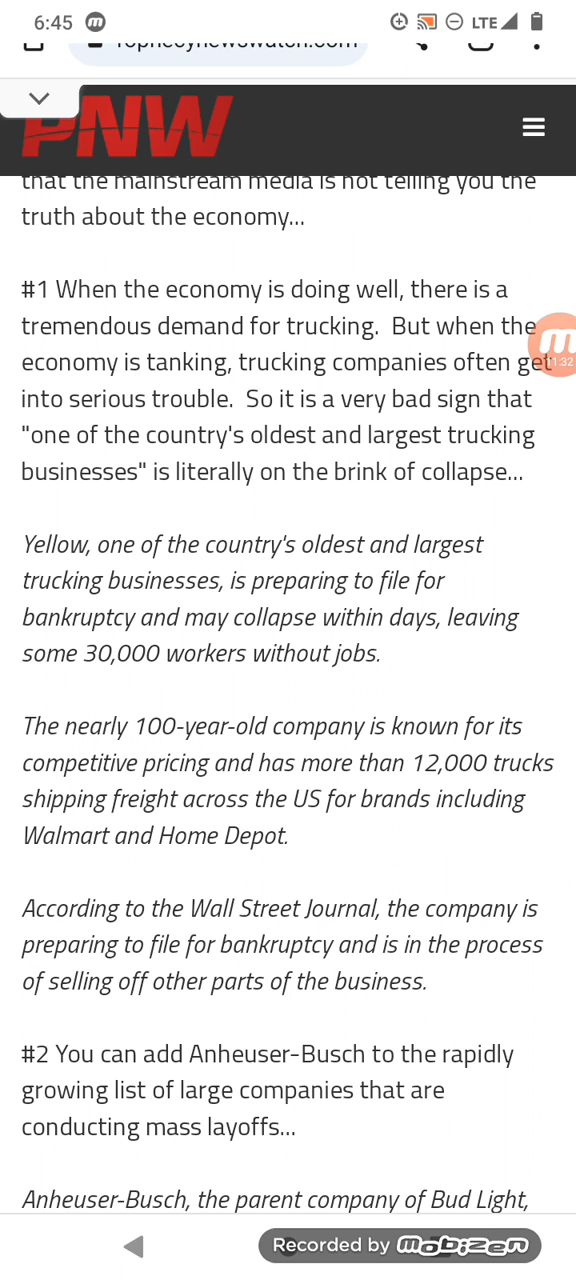 6:45 m LTE
PNW
that the mainstream media is not telling you the
truth about the economy...
#1 When the economy is doing well, there is a
tremendous demand for trucking. But when the
economy is tanking, trucking companies often get
11:32
into serious trouble. So it is a very bad sign that
"one of the country's oldest and largest trucking
businesses" is literally on the brink of collapse...
Yellow, one of the country's oldest and largest
trucking businesses, is preparing to file for
bankruptcy and may collapse within days, leaving
some 30,000 workers without jobs.
The nearly 100-year-old company is known for its
competitive pricing and has more than 12,000 trucks
shipping freight across the US for brands including
Walmart and Home Depot.
According to the Wall Street Journal, the company is
preparing to file for bankruptcy and is in the process
of selling off other parts of the business.
#2 You can add Anheuser-Busch to the rapidly
growing list of large companies that are
conducting mass layoffs...
Anheuser-Busch, the parent company of Bud Light,
Recorded by mobizen